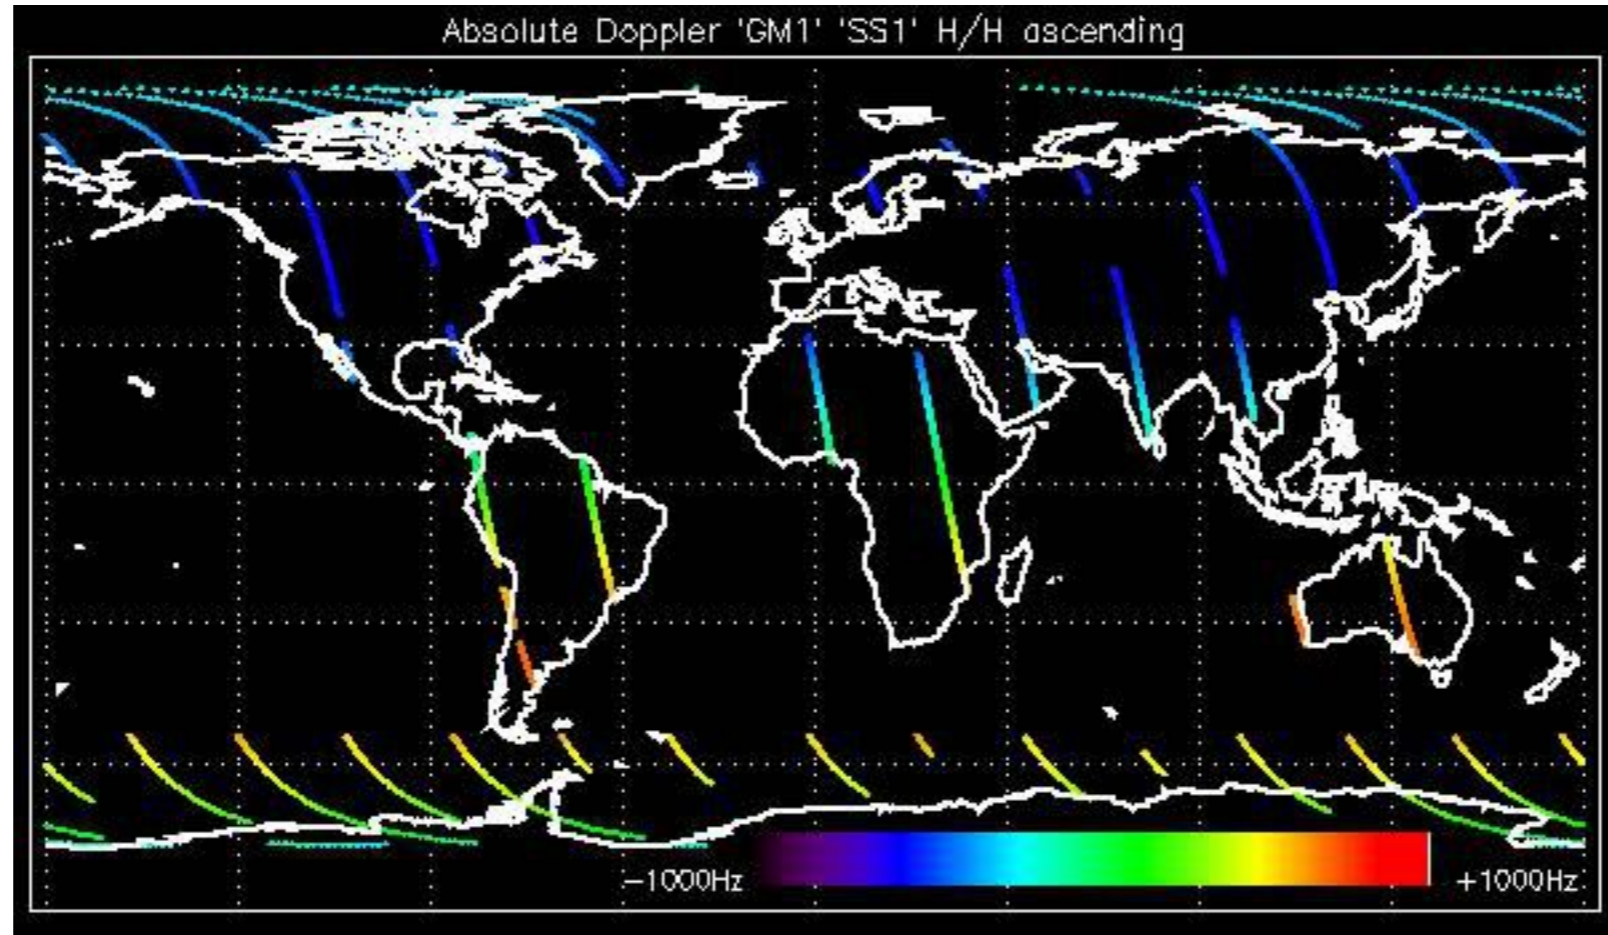 Absolute Doppler 'GM1' 'SS1' H/H ascending
−1000Hz
+1000Hz